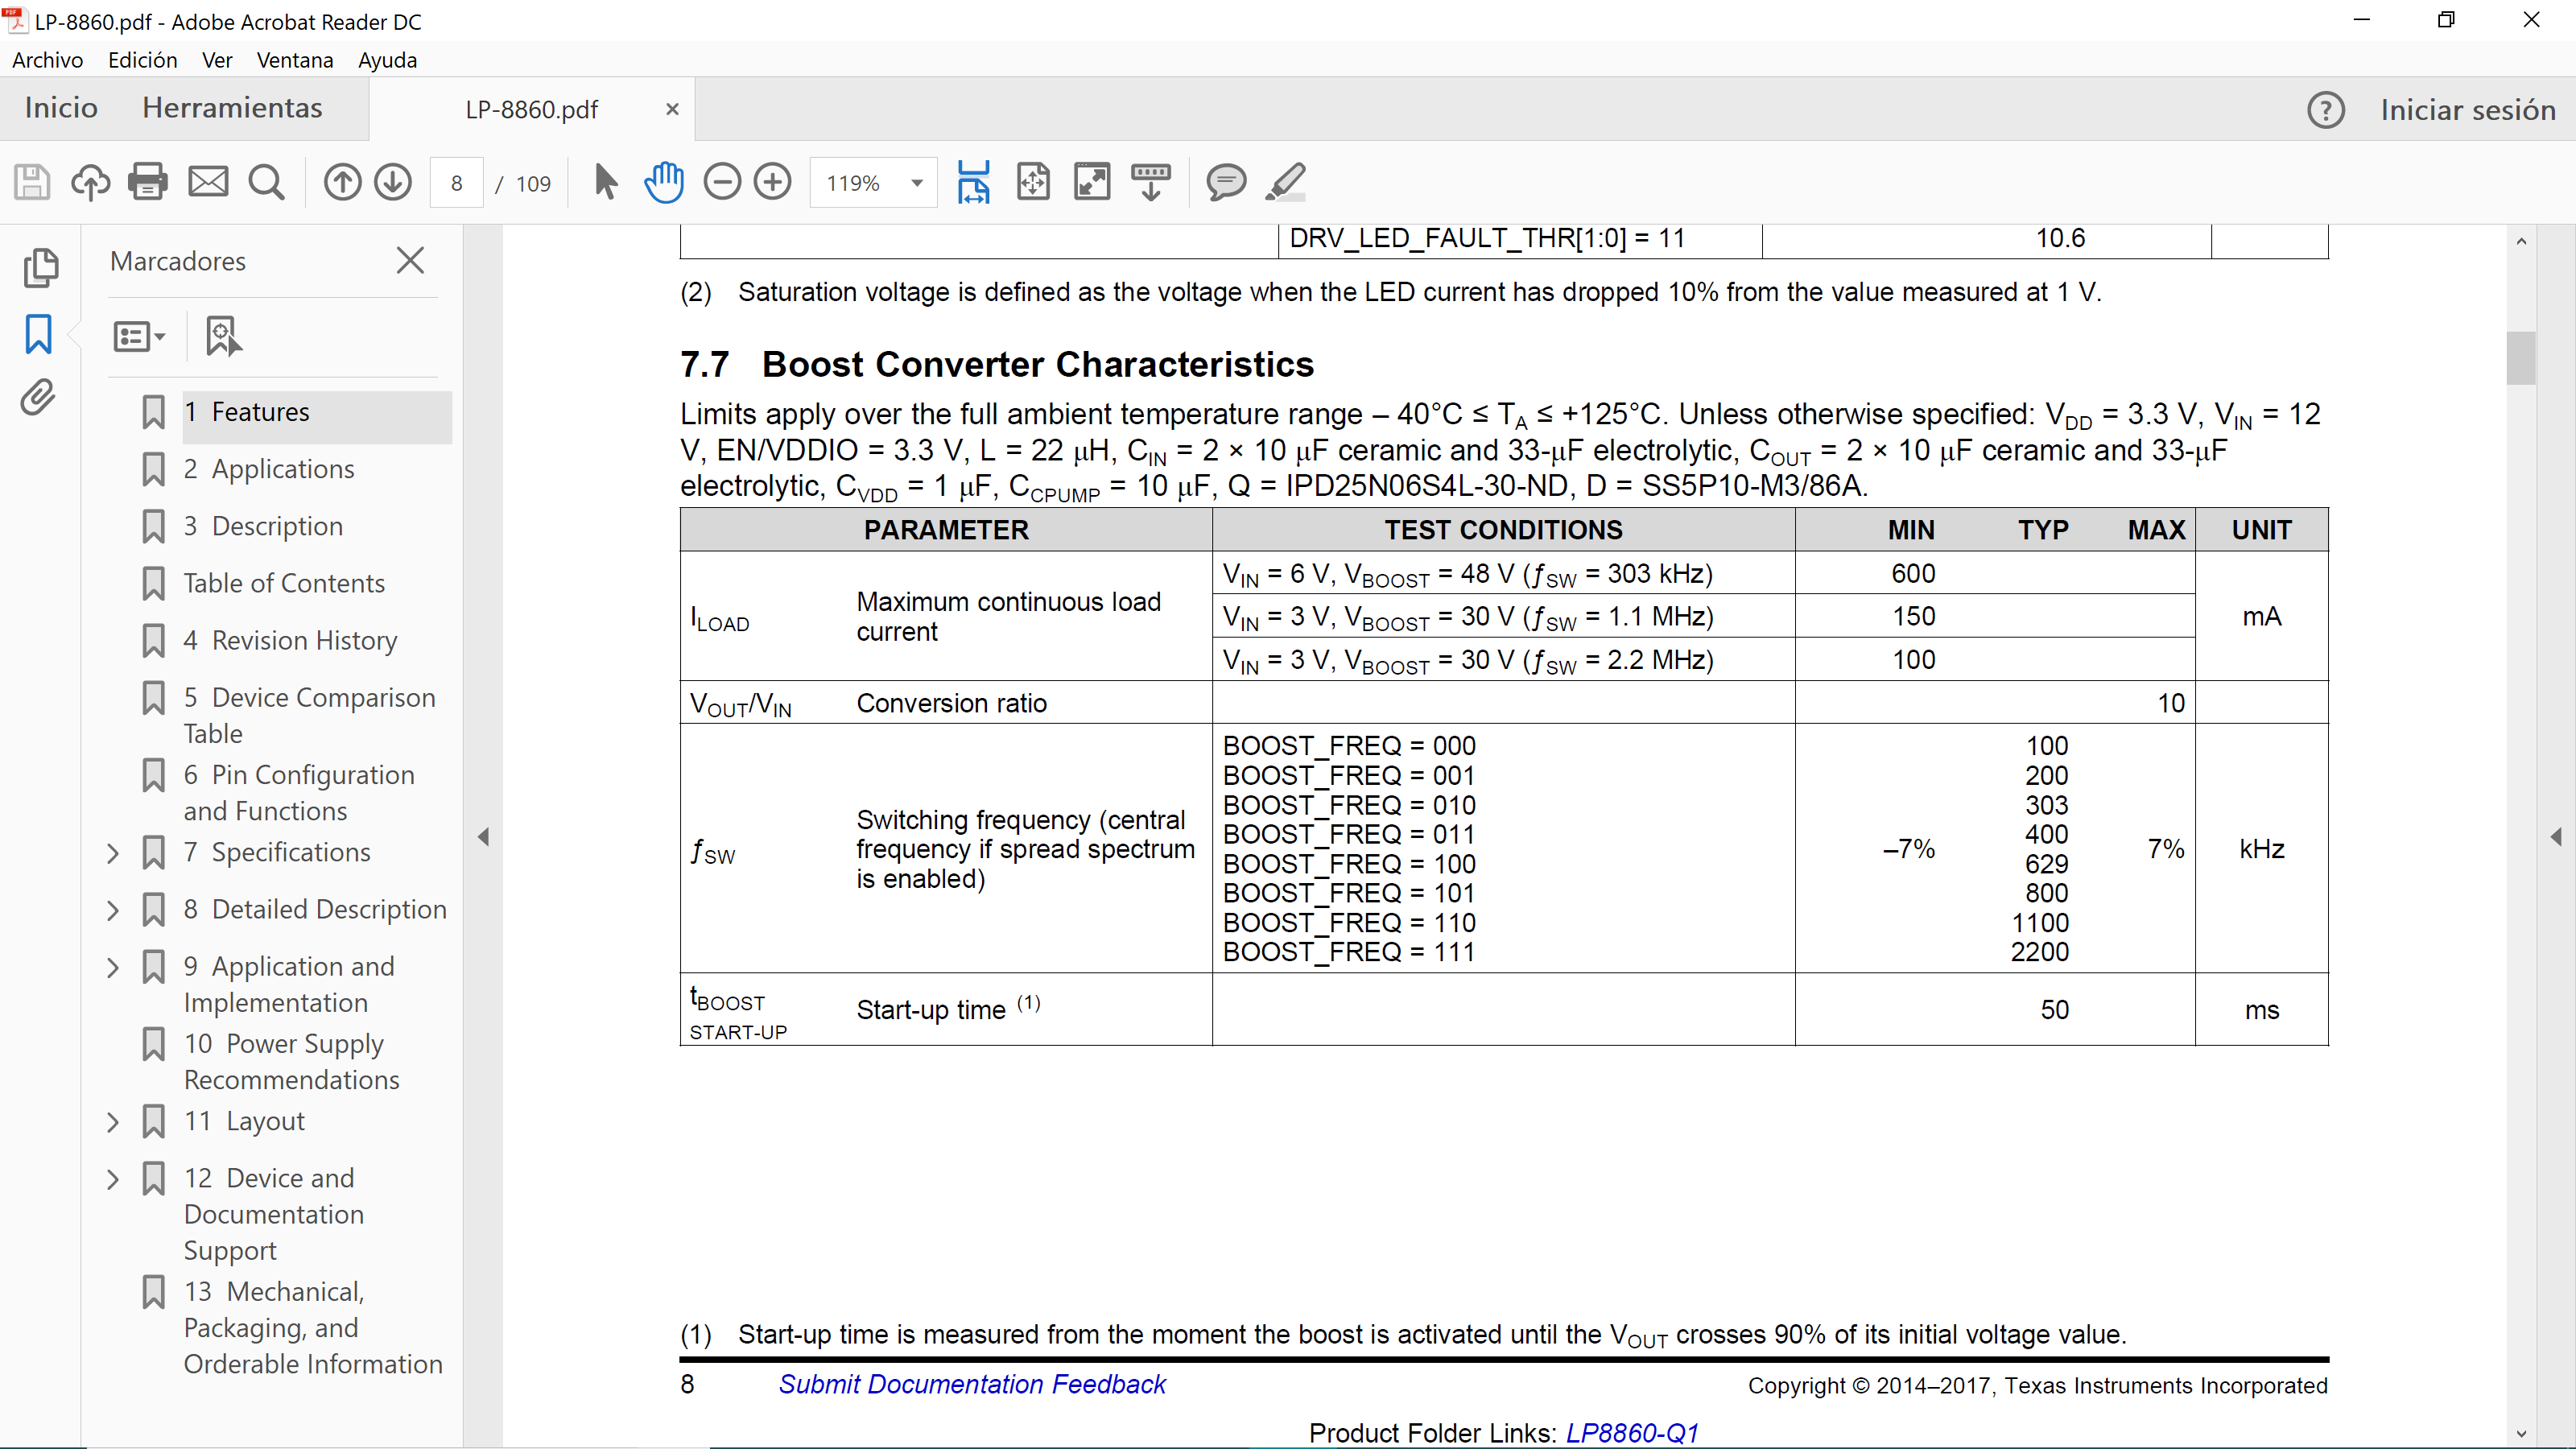 LP-8860.pdf - Adobe Acrobat Reader DC
Archivo Edición Ver Ventana Ayuda
Inicio Herramientas LP-8860.pdf × ? Iniciar sesión
8 / 109 119%
Marcadores
1 Features
2 Applications
3 Description
Table of Contents
4 Revision History
5 Device Comparison
Table
6 Pin Configuration
and Functions
7 Specifications
8 Detailed Description
9 Application and
Implementation
10 Power Supply
Recommendations
11 Layout
12 Device and
Documentation
Support
13 Mechanical,
Packaging, and
Orderable Information
DRV_LED_FAULT_THR[1:0] = 11 10.6
(2) Saturation voltage is defined as the voltage when the LED current has dropped 10% from the value measured at 1 V.
7.7 Boost Converter Characteristics
Limits apply over the full ambient temperature range – 40°C ≤ TA ≤ +125°C. Unless otherwise specified: VDD = 3.3 V, VIN = 12
V, EN/VDDIO = 3.3 V, L = 22 μH, CIN = 2 × 10 μF ceramic and 33-μF electrolytic, COUT = 2 × 10 μF ceramic and 33-μF
electrolytic, CVDD = 1 μF, CCPUMP = 10 μF, Q = IPD25N06S4L-30-ND, D = SS5P10-M3/86A.
PARAMETER TEST CONDITIONS MIN TYP MAX UNIT
ILOAD Maximum continuous load
current
VIN = 6 V, VBOOST = 48 V (ƒSW = 303 kHz) 600
VIN = 3 V, VBOOST = 30 V (ƒSW = 1.1 MHz) 150 mA
VIN = 3 V, VBOOST = 30 V (ƒSW = 2.2 MHz) 100
VOUT/VIN Conversion ratio 10
ƒSW Switching frequency (central
frequency if spread spectrum
is enabled)
BOOST_FREQ = 000 100
BOOST_FREQ = 001 200
BOOST_FREQ = 010 303
BOOST_FREQ = 011 400
–7% 7% kHz
BOOST_FREQ = 100 629
BOOST_FREQ = 101 800
BOOST_FREQ = 110 1100
BOOST_FREQ = 111 2200
tBOOST
START-UP
Start-up time (1) 50 ms
(1) Start-up time is measured from the moment the boost is activated until the VOUT crosses 90% of its initial voltage value.
8 Submit Documentation Feedback Copyright © 2014–2017, Texas Instruments Incorporated
Product Folder Links: LP8860-Q1